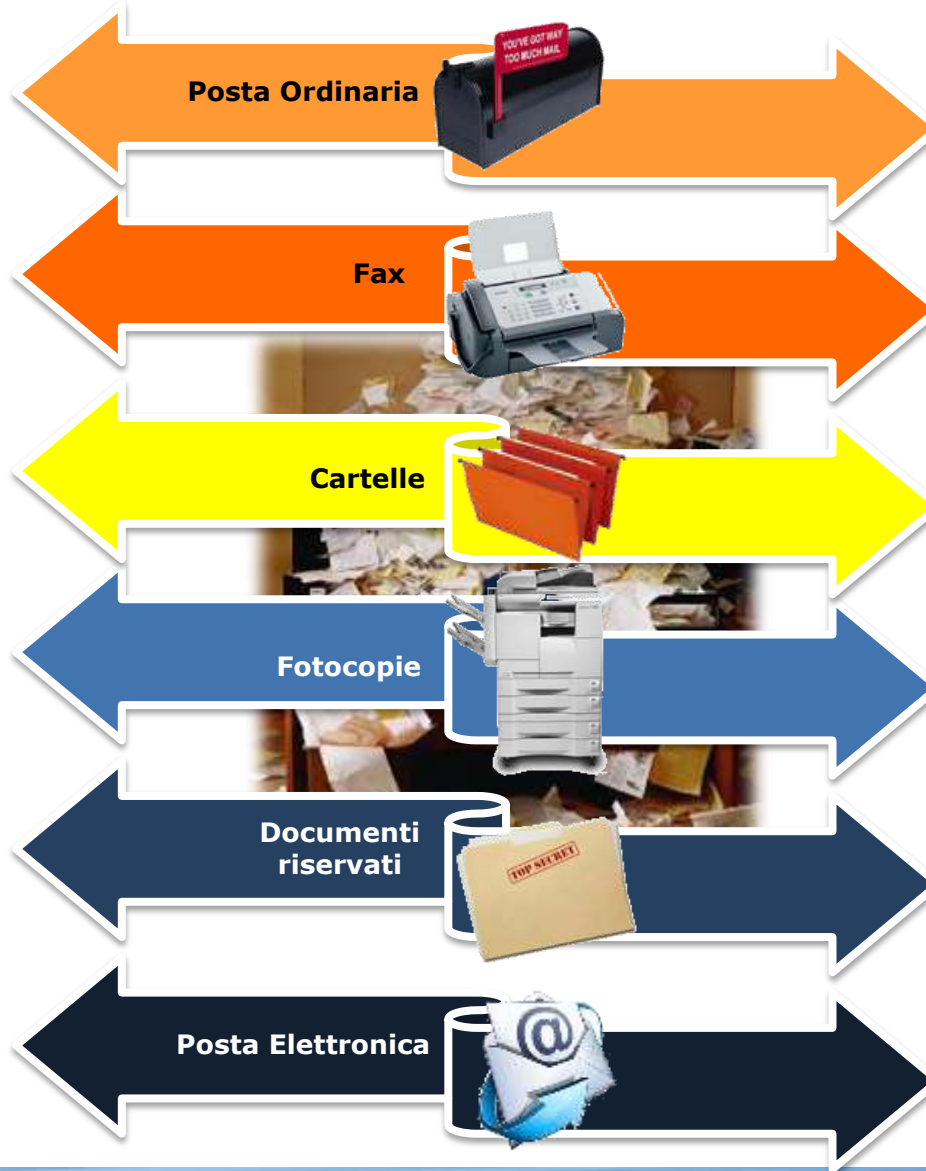 YOU'VE GOT WAY
TOO MUCH MAIL
Posta Ordinaria
Fax
Cartelle
Fotocopie
Documenti
riservati
TOP SECRET
Posta Elettronica
@